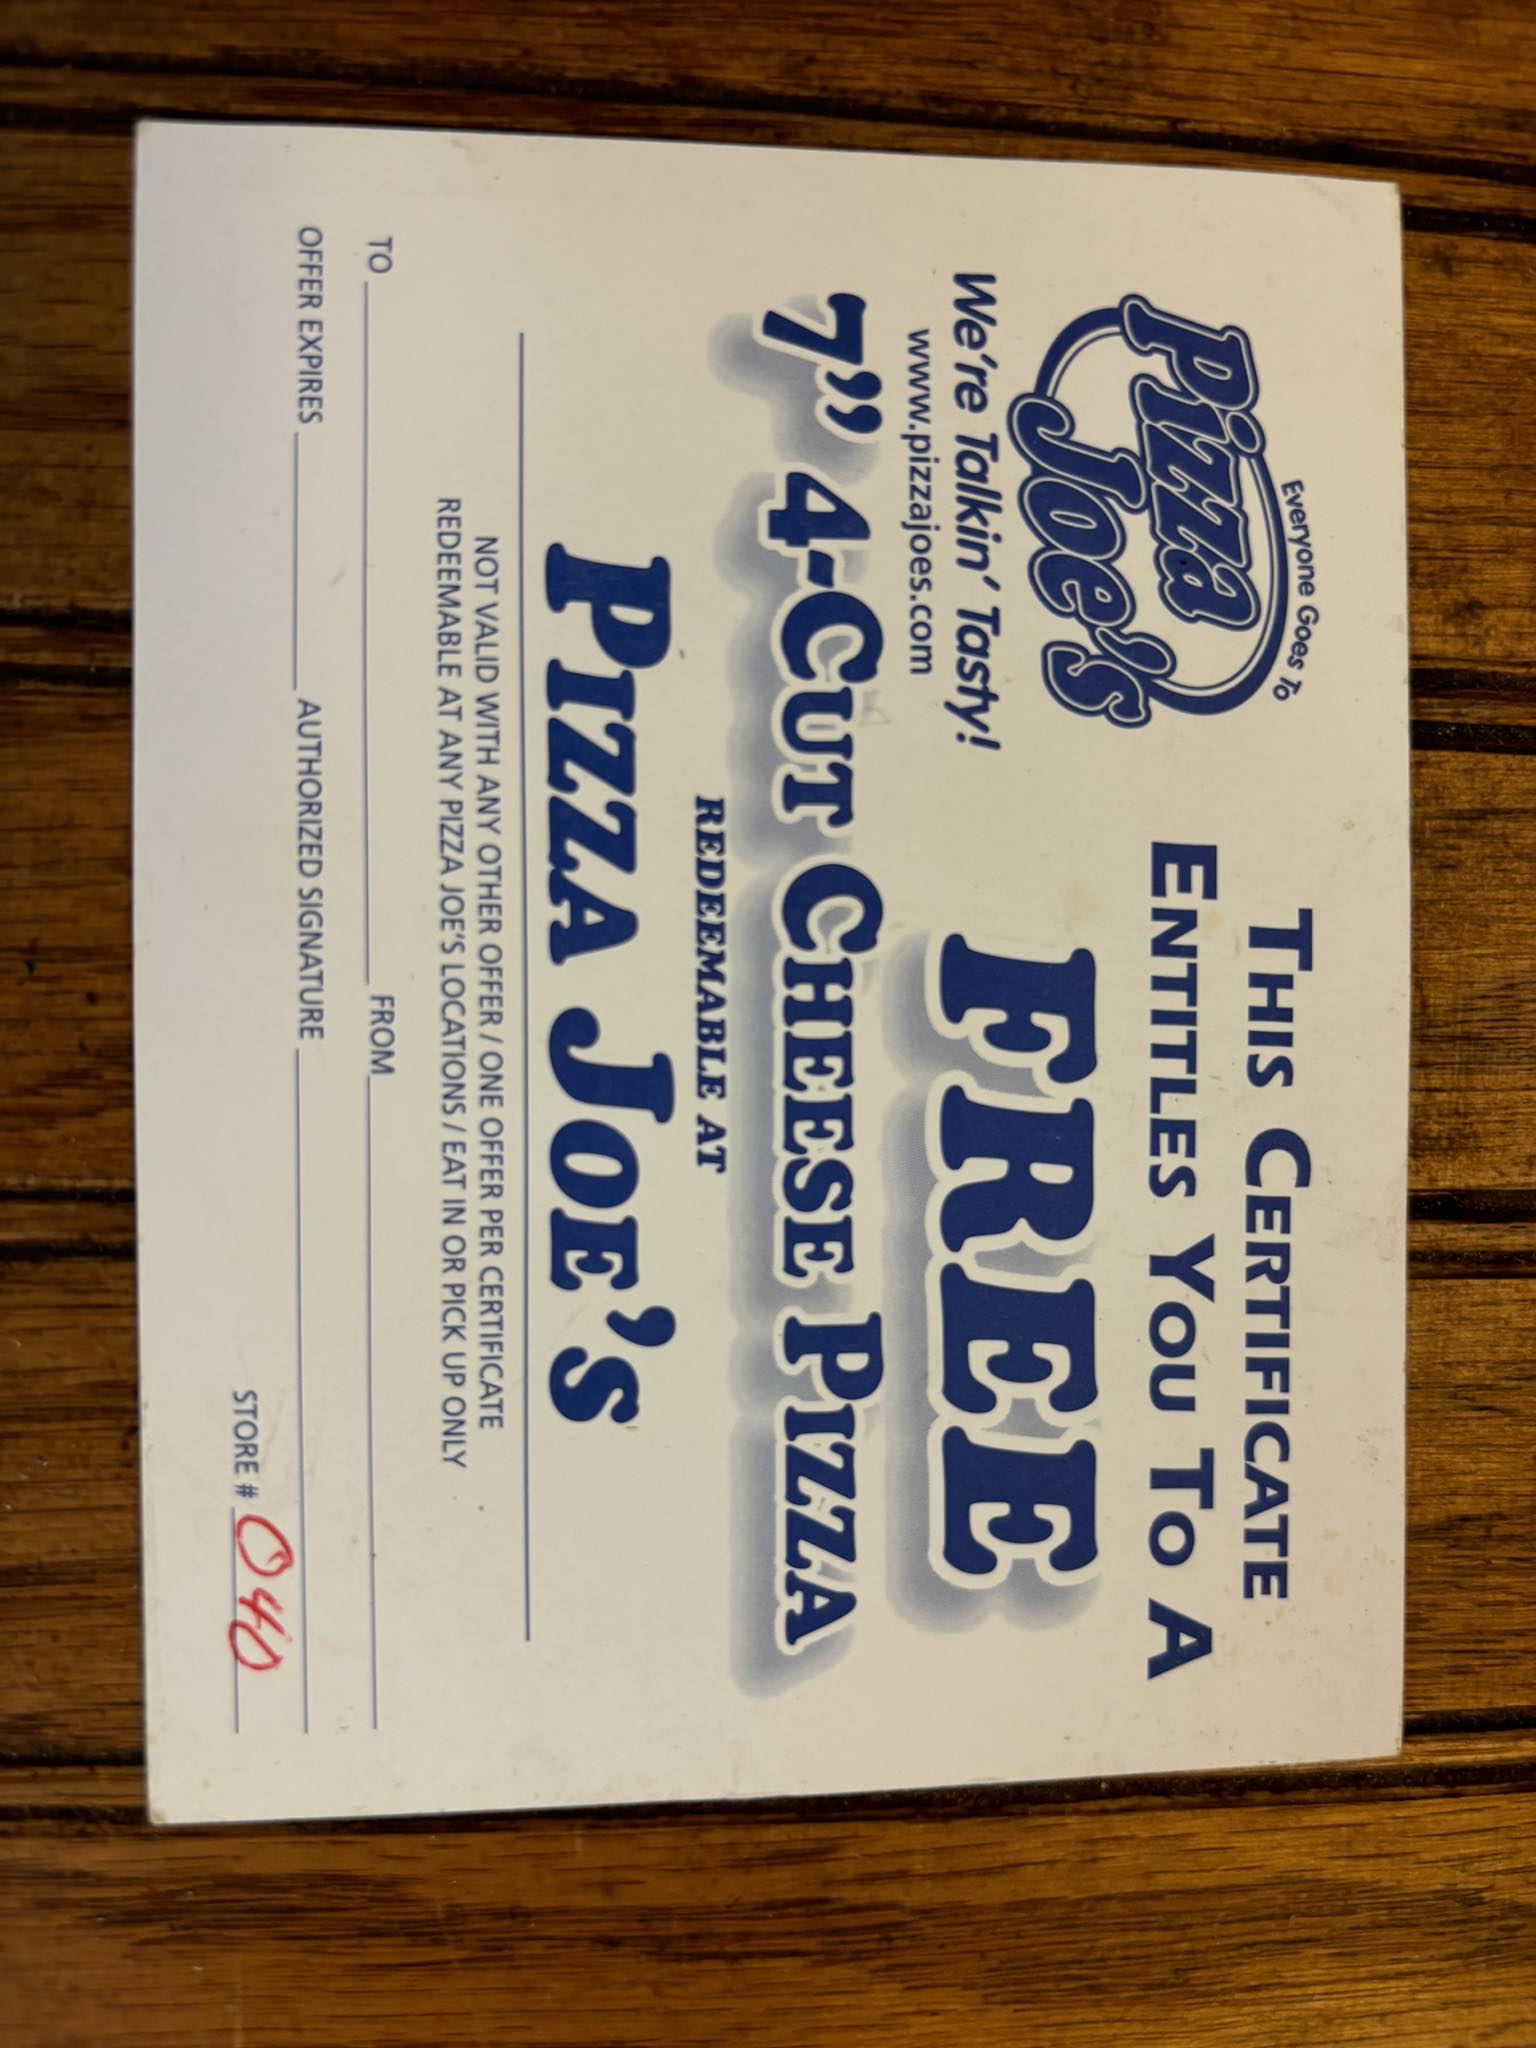 Everyone Goes To
Pizza
Joe's
We're Talkin' Tasty!
www.pizzajoes.com
THIS CERTIFICATE
ENTITLES YOU TO A
FREE
7” 4-CUT CHEESE PIZZA
REDEEMABLE AT
PIZZA JOE'S
NOT VALID WITH ANY OTHER OFFER / ONE OFFER PER CERTIFICATE
REDEEMABLE AT ANY PIZZA JOE'S LOCATIONS / EAT IN OR PICK UP ONLY
TO FROM
OFFER EXPIRES AUTHORIZED SIGNATURE
STORE # 040